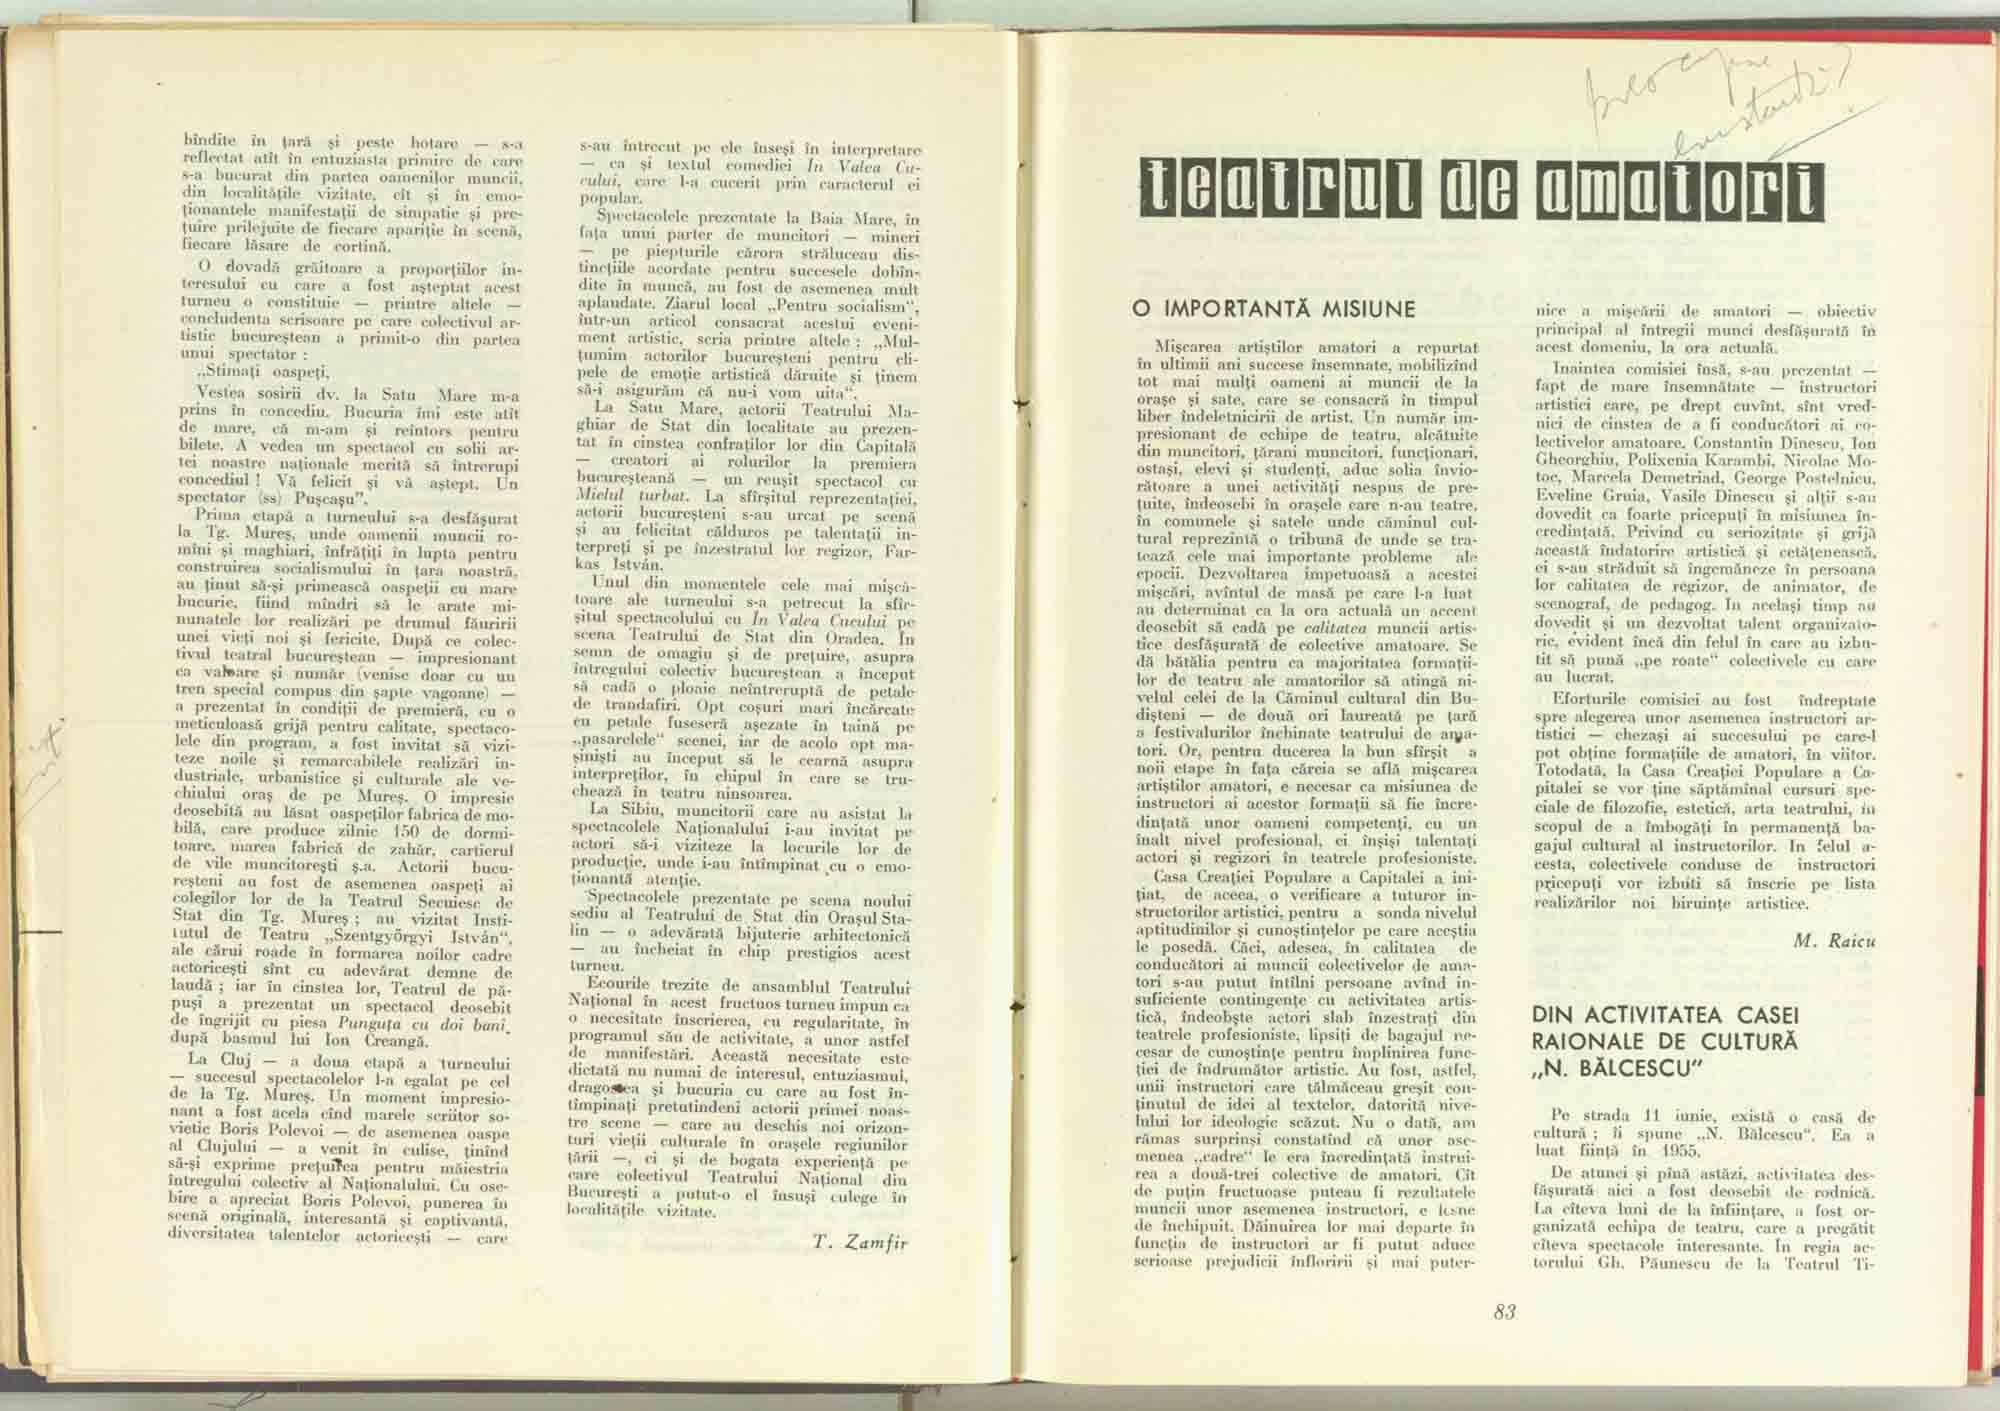 bîndite în țară și peste hotare — s-a
reflectat atît în entuziasta primire de care
s-a bucurat din partea oamenilor muncii,
din localitățile vizitate, cît și în emo-
ționantele manifestații de simpatie și pre-
țuire prilejuite de fiecare apariție în scenă,
fiecare lăsare de cortină.
O dovadă grăitoare a proporțiilor in-
teresului cu care a fost așteptat acest
turneu o constituie — printre altele —
concludenta scrisoare pe care colectivul ar-
tistic bucureștean a primit-o din partea
unui spectator :
„Stimați oaspeți,
Vestea sosirii dv. la Satu Mare m-a
prins în concediu. Bucuria îmi este atît
de mare, că m-am și reîntors pentru
bilete. A vedea un spectacol cu solii ar-
tei noastre naționale merită să întrerupi
concediul ! Vă felicit și vă aștept. Un
spectator (ss) Pușcașu”.
Prima etapă a turneului s-a desfășurat
la Tg. Mureș, unde oamenii muncii ro-
mîni și maghiari, înfrățiți în lupta pentru
construirea socialismului în țara noastră,
au ținut să-și primească oaspeții cu mare
bucurie, fiind mîndri să le arate mi-
nunatele lor realizări pe drumul făuririi
unei vieți noi și fericite. După ce colec-
tivul teatral bucureștean — impresionant
ca valoare și număr (venise doar cu un
tren special compus din șapte vagoane) —
a prezentat în condiții de premieră, cu o
meticuloasă grijă pentru calitate, spectaco-
lele din program, a fost invitat să vizi-
teze noile și remarcabilele realizări in-
dustriale, urbanistice și culturale ale ve-
chiului oraș de pe Mureș. O impresie
deosebită au lăsat oaspeților fabrica de mo-
bilă, care produce zilnic 150 de dormi-
toare, marea fabrică de zahăr, cartierul
de vile muncitorești ș.a. Actorii bucu-
reșteni au fost de asemenea oaspeți ai
colegilor lor de la Teatrul Secuiesc de
Stat din Tg. Mureș ; au vizitat Insti-
tutul de Teatru „Szentgyörgyi István”,
ale cărui roade în formarea noilor cadre
actoricești sînt cu adevărat demne de
laudă ; iar în cinstea lor, Teatrul de pă-
puși a prezentat un spectacol deosebit
de îngrijit cu piesa Punguța cu doi bani,
după basmul lui Ion Creangă.
La Cluj — a doua etapă a turneului
— succesul spectacolelor l-a egalat pe cel
de la Tg. Mureș. Un moment impresio-
nant a fost acela cînd marele scriitor so-
vietic Boris Polevoi — de asemenea oaspe
al Clujului — a venit în culise, ținînd
să-și exprime prețuirea pentru măiestria
întregului colectiv al Naționalului. Cu ose-
bire a apreciat Boris Polevoi, punerea în
scenă originală, interesantă și captivantă,
diversitatea talentelor actoricești — care
s-au întrecut pe ele înseși în interpretare
— ca și textul comediei In Valea Cu-
cului, care l-a cucerit prin caracterul ei
popular.
Spectacolele prezentate la Baia Mare, în
fața unui parter de muncitori — mineri
— pe piepturile cărora străluceau dis-
tincțiile acordate pentru succesele dobîn-
dite în muncă, au fost de asemenea mult
aplaudate. Ziarul local „Pentru socialism”,
într-un articol consacrat acestui eveni-
ment artistic, scria printre altele : „Mul-
țumim actorilor bucureșteni pentru cli-
pele de emoție artistică dăruite și ținem
să-i asigurăm că nu-i vom uita”.
La Satu Mare, actorii Teatrului Ma-
ghiar de Stat din localitate au prezen-
tat în cinstea confraților lor din Capitală
— creatori ai rolurilor la premiera
bucureșteană — un reușit spectacol cu
Mielul turbat. La sfîrșitul reprezentației,
actorii bucureșteni s-au urcat pe scenă
și au felicitat călduros pe talentații in-
terpreți și pe înzestratul lor regizor, Far-
kas István.
Unul din momentele cele mai mișcă-
toare ale turneului s-a petrecut la sfîr-
șitul spectacolului cu In Valea Cucului pe
scena Teatrului de Stat din Oradea. In
semn de omagiu și de prețuire, asupra
întregului colectiv bucureștean a început
să cadă o ploaie neîntreruptă de petale
de trandafiri. Opt coșuri mari încărcate
cu petale fuseseră așezate în taină pe
„pasarelele” scenei, iar de acolo opt ma-
șiniști au început să le cearnă asupra
interpreților, în chipul în care se tru-
chează în teatru ninsoarea.
La Sibiu, muncitorii care au asistat la
spectacolele Naționalului i-au invitat pe
actori să-i viziteze la locurile lor de
producție, unde i-au întîmpinat cu o emo-
ționantă atenție.
Spectacolele prezentate pe scena noului
sediu al Teatrului de Stat din Orașul Sta-
lin — o adevărată bijuterie arhitectonică
— au încheiat în chip prestigios acest
turneu.
Ecourile trezite de ansamblul Teatrului
Național în acest fructuos turneu impun ca
o necesitate înscrierea, cu regularitate, în
programul său de activitate, a unor astfel
de manifestări. Această necesitate este
dictată nu numai de interesul, entuziasmul,
dragostea și bucuria cu care au fost în-
tîmpinați pretutindeni actorii primei noas-
tre scene — care au deschis noi orizon-
turi vieții culturale în orașele regiunilor
țării —, ci și de bogata experiență pe
care colectivul Teatrului Național din
București a putut-o el însuși culege în
localitățile vizitate.
T. Zamfir
teatrul de amatori
O IMPORTANTĂ MISIUNE
Mișcarea artiștilor amatori a repurtat
în ultimii ani succese însemnate, mobilizînd
tot mai mulți oameni ai muncii de la
orașe și sate, care se consacră în timpul
liber îndeletnicirii de artist. Un număr im-
presionant de echipe de teatru, alcătuite
din muncitori, țărani muncitori, funcționari,
ostași, elevi și studenți, aduc solia învio-
rătoare a unei activități nespus de pre-
țuite, îndeosebi în orașele care n-au teatre,
în comunele și satele unde căminul cul-
tural reprezintă o tribună de unde se tra-
tează cele mai importante probleme ale
epocii. Dezvoltarea impetuoasă a acestei
mișcări, avîntul de masă pe care l-a luat
au determinat ca la ora actuală un accent
deosebit să cadă pe calitatea muncii artis-
tice desfășurată de colective amatoare. Se
dă bătălia pentru ca majoritatea formații-
lor de teatru ale amatorilor să atingă ni-
velul celei de la Căminul cultural din Bu-
dișteni — de două ori laureată pe țară
a festivalurilor închinate teatrului de ama-
tori. Or, pentru ducerea la bun sfîrșit a
noii etape în fața căreia se află mișcarea
artiștilor amatori, e necesar ca misiunea de
instructori ai acestor formații să fie încre-
dințată unor oameni competenți, cu un
înalt nivel profesional, ei înșiși talentați
actori și regizori în teatrele profesioniste.
Casa Creației Populare a Capitalei a ini-
țiat, de aceea, o verificare a tuturor in-
structorilor artistici, pentru a sonda nivelul
aptitudinilor și cunoștințelor pe care aceștia
le posedă. Căci, adesea, în calitatea de
conducători ai muncii colectivelor de ama-
tori s-au putut întîlni persoane avînd in-
suficiente contingențe cu activitatea artis-
tică, îndeobște actori slab înzestrați din
teatrele profesioniste, lipsiți de bagajul ne-
cesar de cunoștințe pentru împlinirea func-
ției de îndrumător artistic. Au fost, astfel,
unii instructori care tălmăceau greșit con-
ținutul de idei al textelor, datorită nive-
lului lor ideologic scăzut. Nu o dată, am
rămas surprinși constatînd că unor ase-
menea „cadre” le era încredințată instrui-
rea a două-trei colective de amatori. Cît
de puțin fructuoase puteau fi rezultatele
muncii unor asemenea instructori, e lesne
de închipuit. Dăinuirea lor mai departe în
funcția de instructori ar fi putut aduce
serioase prejudicii înfloririi și mai puter-
nice a mișcării de amatori — obiectiv
principal al întregii munci desfășurată în
acest domeniu, la ora actuală.
Inaintea comisiei însă, s-au prezentat —
fapt de mare însemnătate — instructori
artistici care, pe drept cuvînt, sînt vred-
nici de cinstea de a fi conducători ai co-
lectivelor amatoare. Constantin Dinescu, Ion
Gheorghiu, Polixenia Karambi, Nicolae Mo-
toc, Marcela Demetriad, George Postelnicu,
Eveline Gruia, Vasile Dinescu și alții s-au
dovedit ca foarte pricepuți în misiunea în-
credințată. Privind cu seriozitate și grijă
această îndatorire artistică și cetățenească,
ei s-au străduit să îngemăneze în persoana
lor calitatea de regizor, de animator, de
scenograf, de pedagog. In același timp au
dovedit și un dezvoltat talent organizato-
ric, evident încă din felul în care au izbu-
tit să pună „pe roate” colectivele cu care
au lucrat.
Eforturile comisiei au fost îndreptate
spre alegerea unor asemenea instructori ar-
tistici — chezași ai succesului pe care-l
pot obține formațiile de amatori, în viitor.
Totodată, la Casa Creației Populare a Ca-
pitalei se vor ține săptămînal cursuri spe-
ciale de filozofie, estetică, arta teatrului, în
scopul de a îmbogăți în permanență ba-
gajul cultural al instructorilor. In felul a-
cesta, colectivele conduse de instructori
pricepuți vor izbuti să înscrie pe lista
realizărilor noi biruințe artistice.
M. Raicu
DIN ACTIVITATEA CASEI
RAIONALE DE CULTURĂ
„N. BĂLCESCU”
Pe strada 11 iunie, există o casă de
cultură ; îi spune „N. Bălcescu”. Ea a
luat ființă în 1955.
De atunci și pînă astăzi, activitatea des-
fășurată aici a fost deosebit de rodnică.
La cîteva luni de la înființare, a fost or-
ganizată echipa de teatru, care a pregătit
cîteva spectacole interesante. In regia ac-
torului Gh. Păunescu de la Teatrul Ti-
83